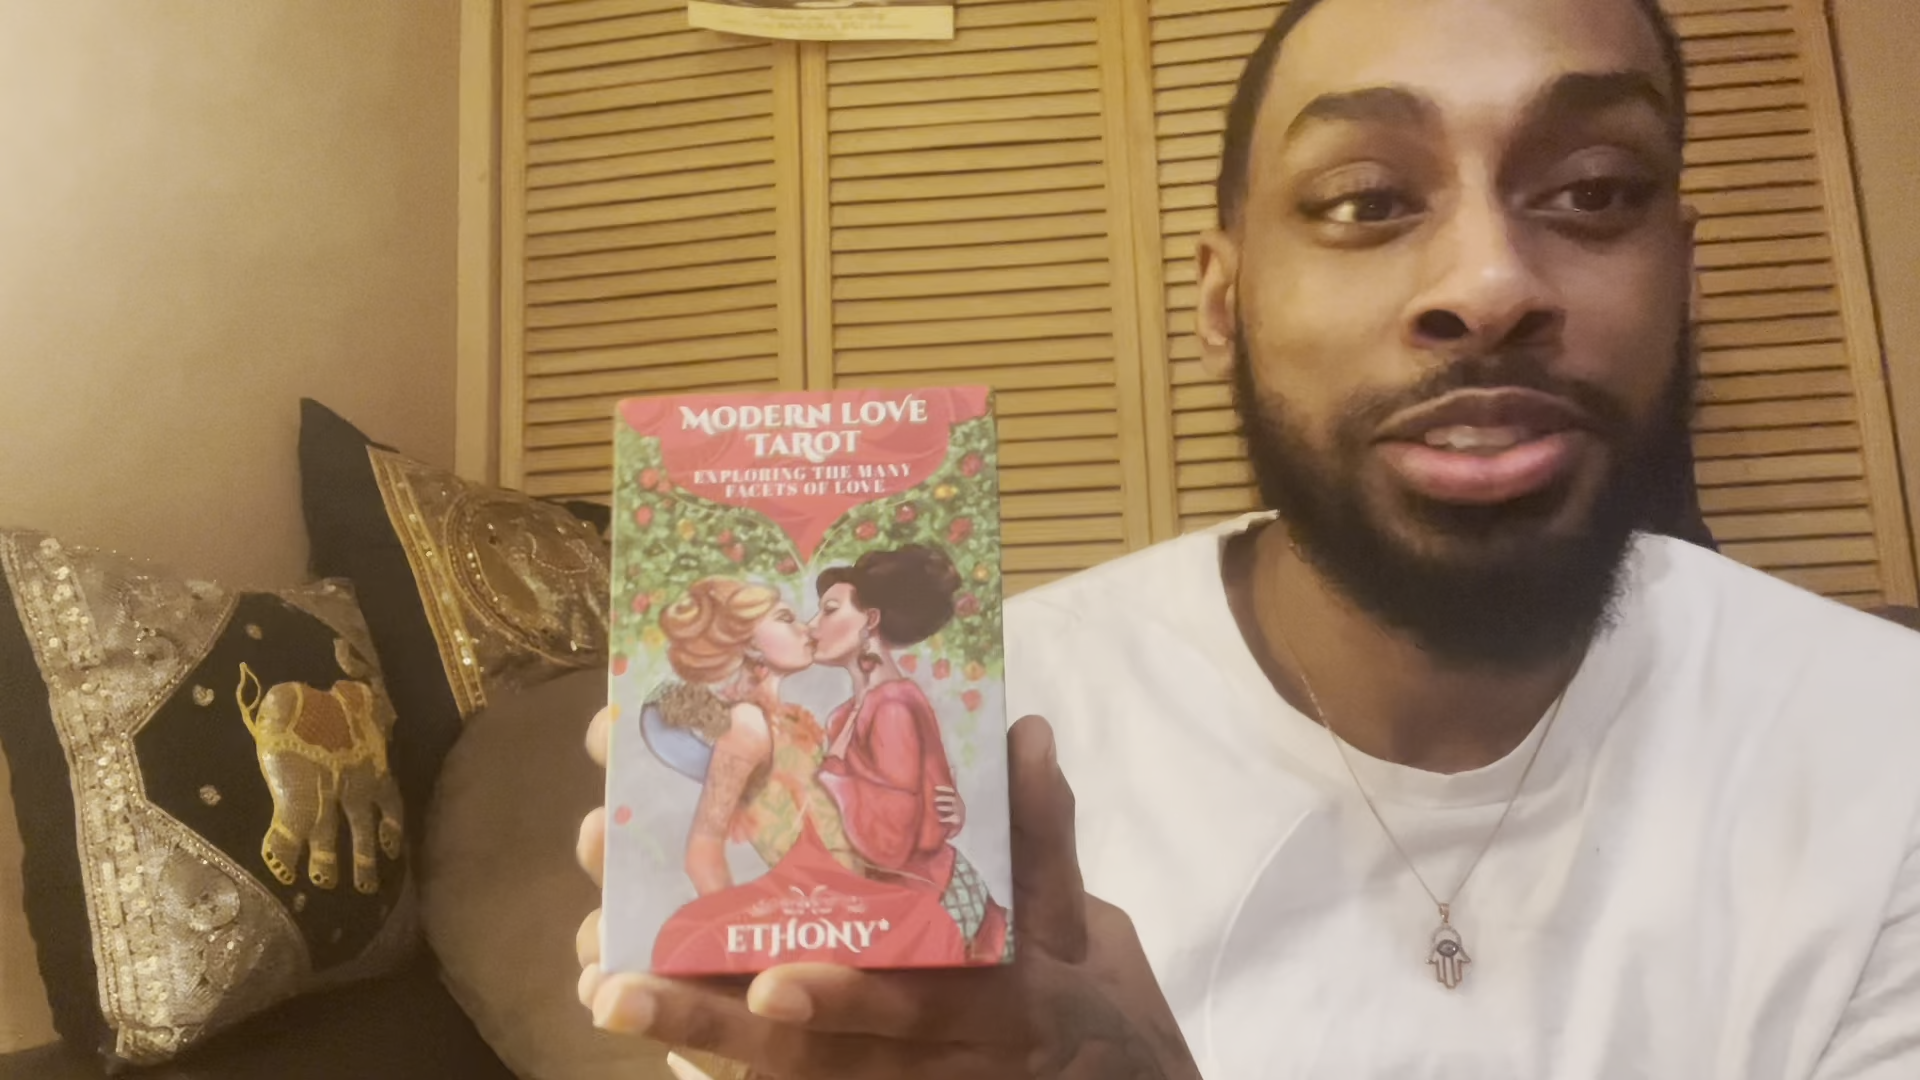 MODERN LOVE
TAROT
EXPLORING THE MANY
FACETS OF LOVE
ETHONY*